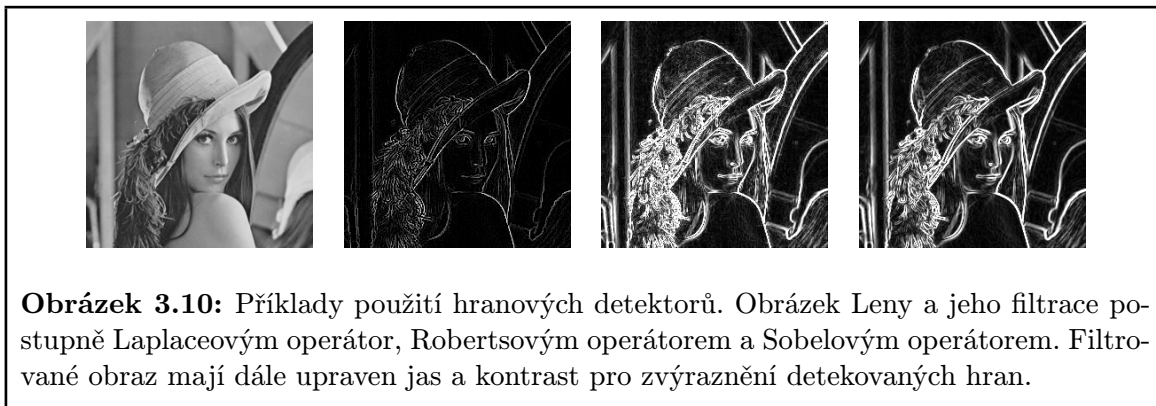 Obrázek 3.10: Příklady použití hranových detektorů. Obrázek Leny a jeho filtrace po-
stupně Laplaceovým operátor, Robertsovým operátorem a Sobelovým operátorem. Filtro-
vané obraz mají dále upraven jas a kontrast pro zvýraznění detekovaných hran.